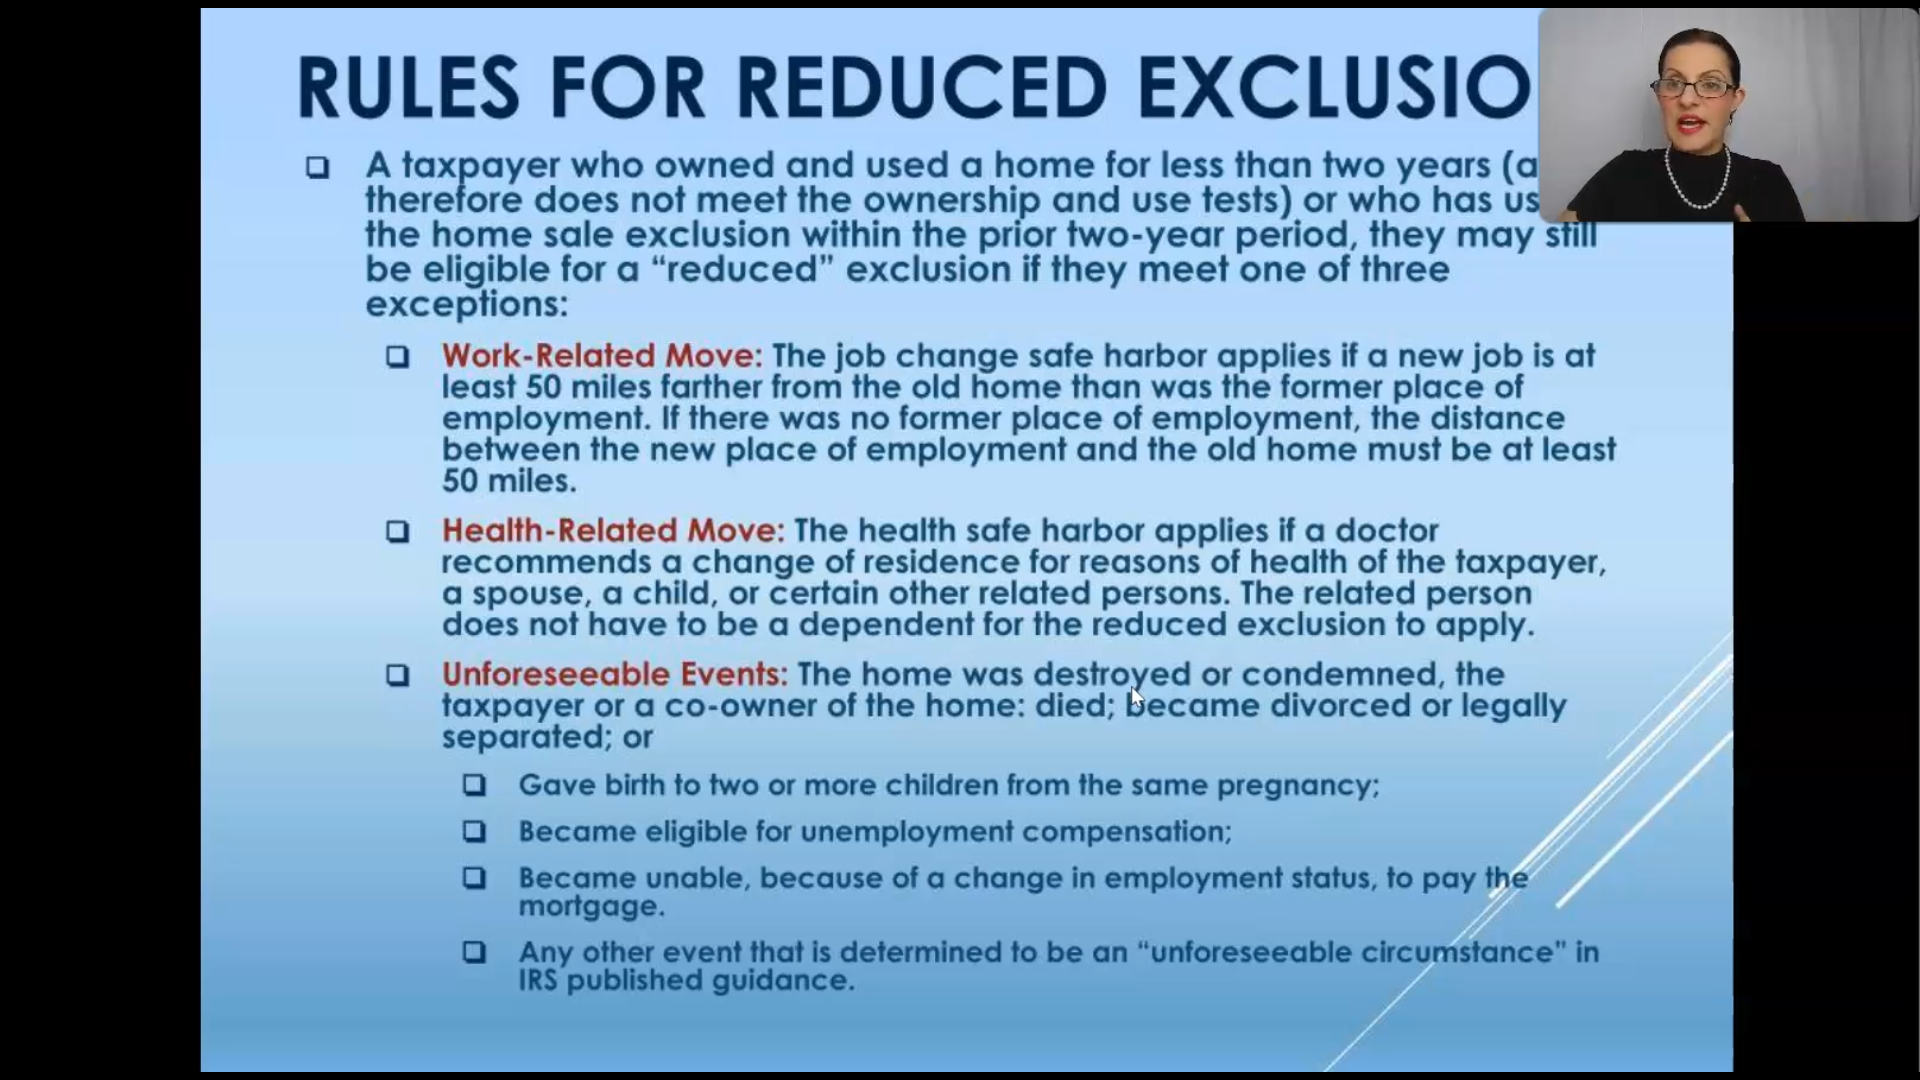 RULES FOR REDUCED EXCLUSIO
A taxpayer who owned and used a home for less than two years (a
therefore does not meet the ownership and use tests) or who has us
the home sale exclusion within the prior two-year period, they may still
be eligible for a “reduced” exclusion if they meet one of three
exceptions:
Work-Related Move: The job change safe harbor applies if a new job is at
least 50 miles farther from the old home than was the former place of
employment. If there was no former place of employment, the distance
between the new place of employment and the old home must be at least
50 miles.
Health-Related Move: The health safe harbor applies if a doctor
recommends a change of residence for reasons of health of the taxpayer,
a spouse, a child, or certain other related persons. The related person
does not have to be a dependent for the reduced exclusion to apply.
Unforeseeable Events: The home was destroyed or condemned, the
taxpayer or a co-owner of the home: died; became divorced or legally
separated; or
Gave birth to two or more children from the same pregnancy;
Became eligible for unemployment compensation;
Became unable, because of a change in employment status, to pay the
mortgage.
Any other event that is determined to be an “unforeseeable circumstance" in
IRS published guidance.